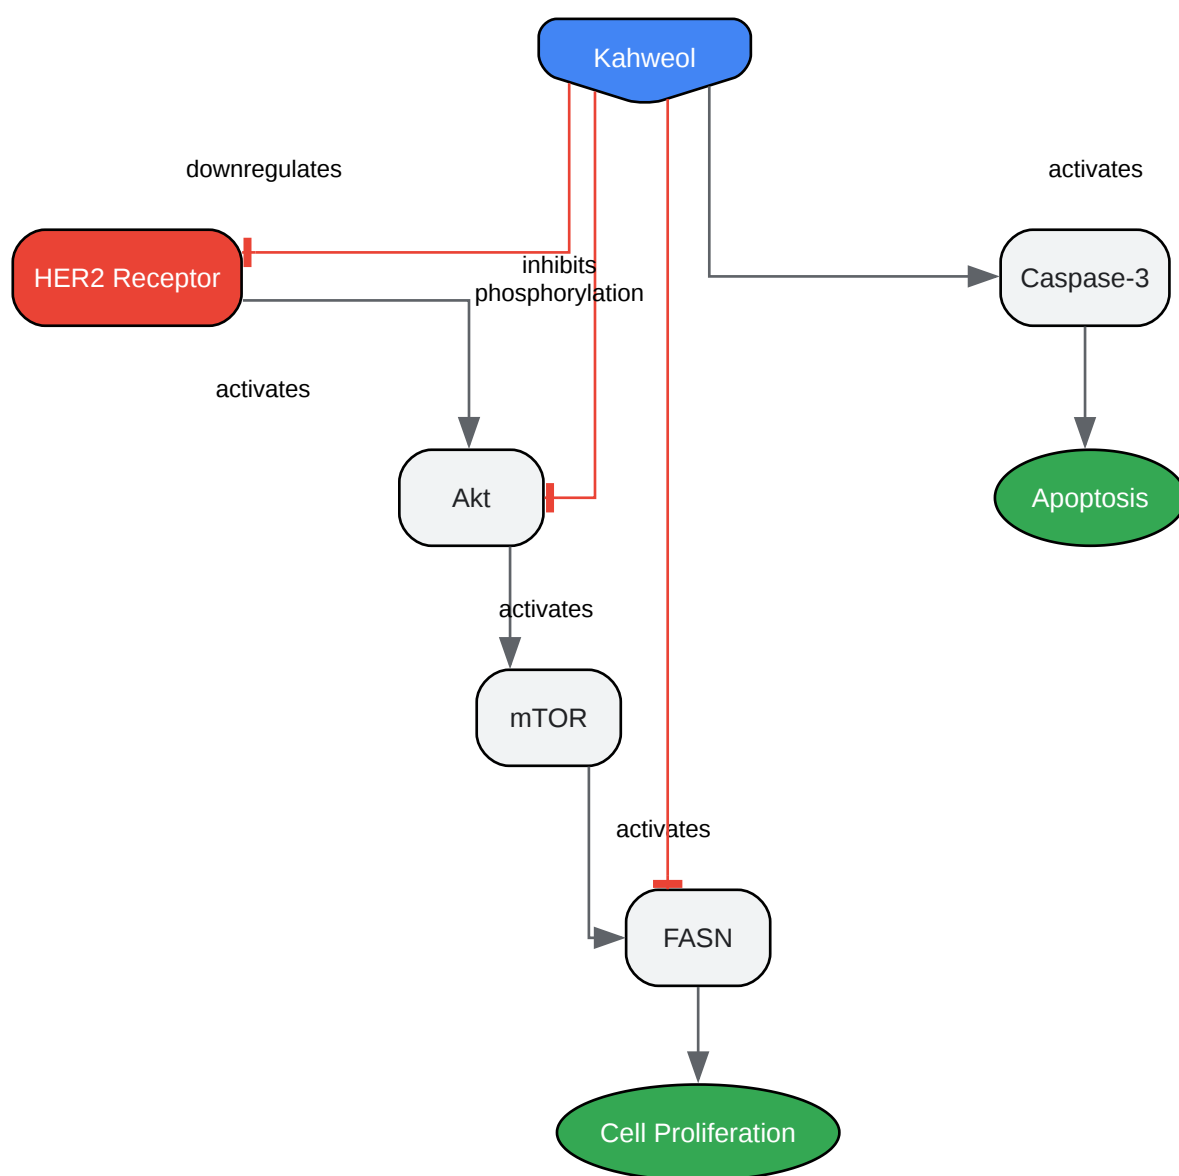 Kahweol
downregulates
activates
HER2 Receptor
inhibits
phosphorylation
Caspase-3
activates
Akt
Apoptosis
activates
mTOR
activates
FASN
Cell Proliferation